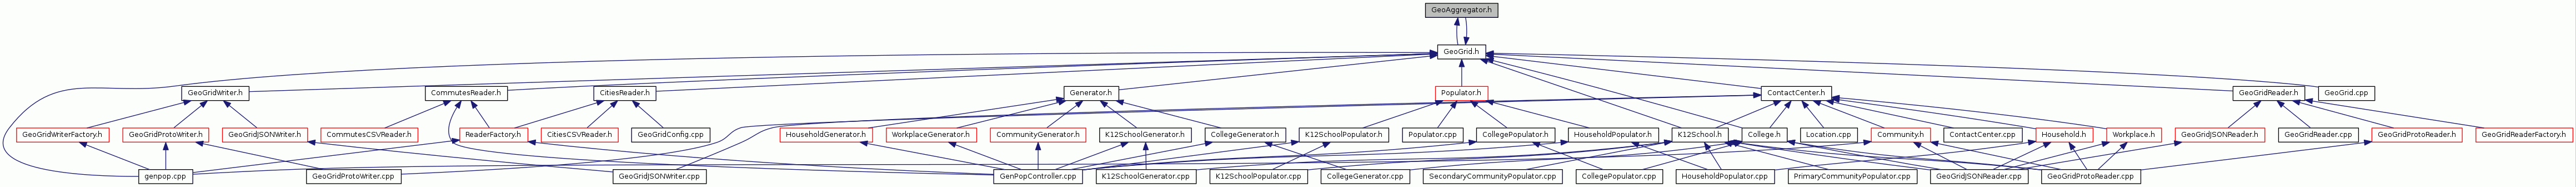 GeoAggregator.h
GeoGrid.h
GeoGridWriter.h
CommutesReader.h
CitiesReader.h
Generator.h
Populator.h
ContactCenter.h
GeoGridReader.h
GeoGrid.cpp
GeoGridWriterFactory.h
GeoGridProtoWriter.h
GeoGridJSONWriter.h
CommutesCSVReader.h
ReaderFactory.h
CitiesCSVReader.h
GeoGridConfig.cpp
HouseholdGenerator.h
WorkplaceGenerator.h
CommunityGenerator.h
K12SchoolGenerator.h
CollegeGenerator.h
K12SchoolPopulator.h
Populator.cpp
CollegePopulator.h
HouseholdPopulator.h
K12School.h
College.h
Location.cpp
Community.h
ContactCenter.cpp
Household.h
Workplace.h
GeoGridJSONReader.h
GeoGridReader.cpp
GeoGridProtoReader.h
GeoGridReaderFactory.h
genpop.cpp
GeoGridProtoWriter.cpp
GeoGridJSONWriter.cpp
GenPopController.cpp
K12SchoolGenerator.cpp
K12SchoolPopulator.cpp
CollegeGenerator.cpp
SecondaryCommunityPopulator.cpp
CollegePopulator.cpp
HouseholdPopulator.cpp
PrimaryCommunityPopulator.cpp
GeoGridJSONReader.cpp
GeoGridProtoReader.cpp